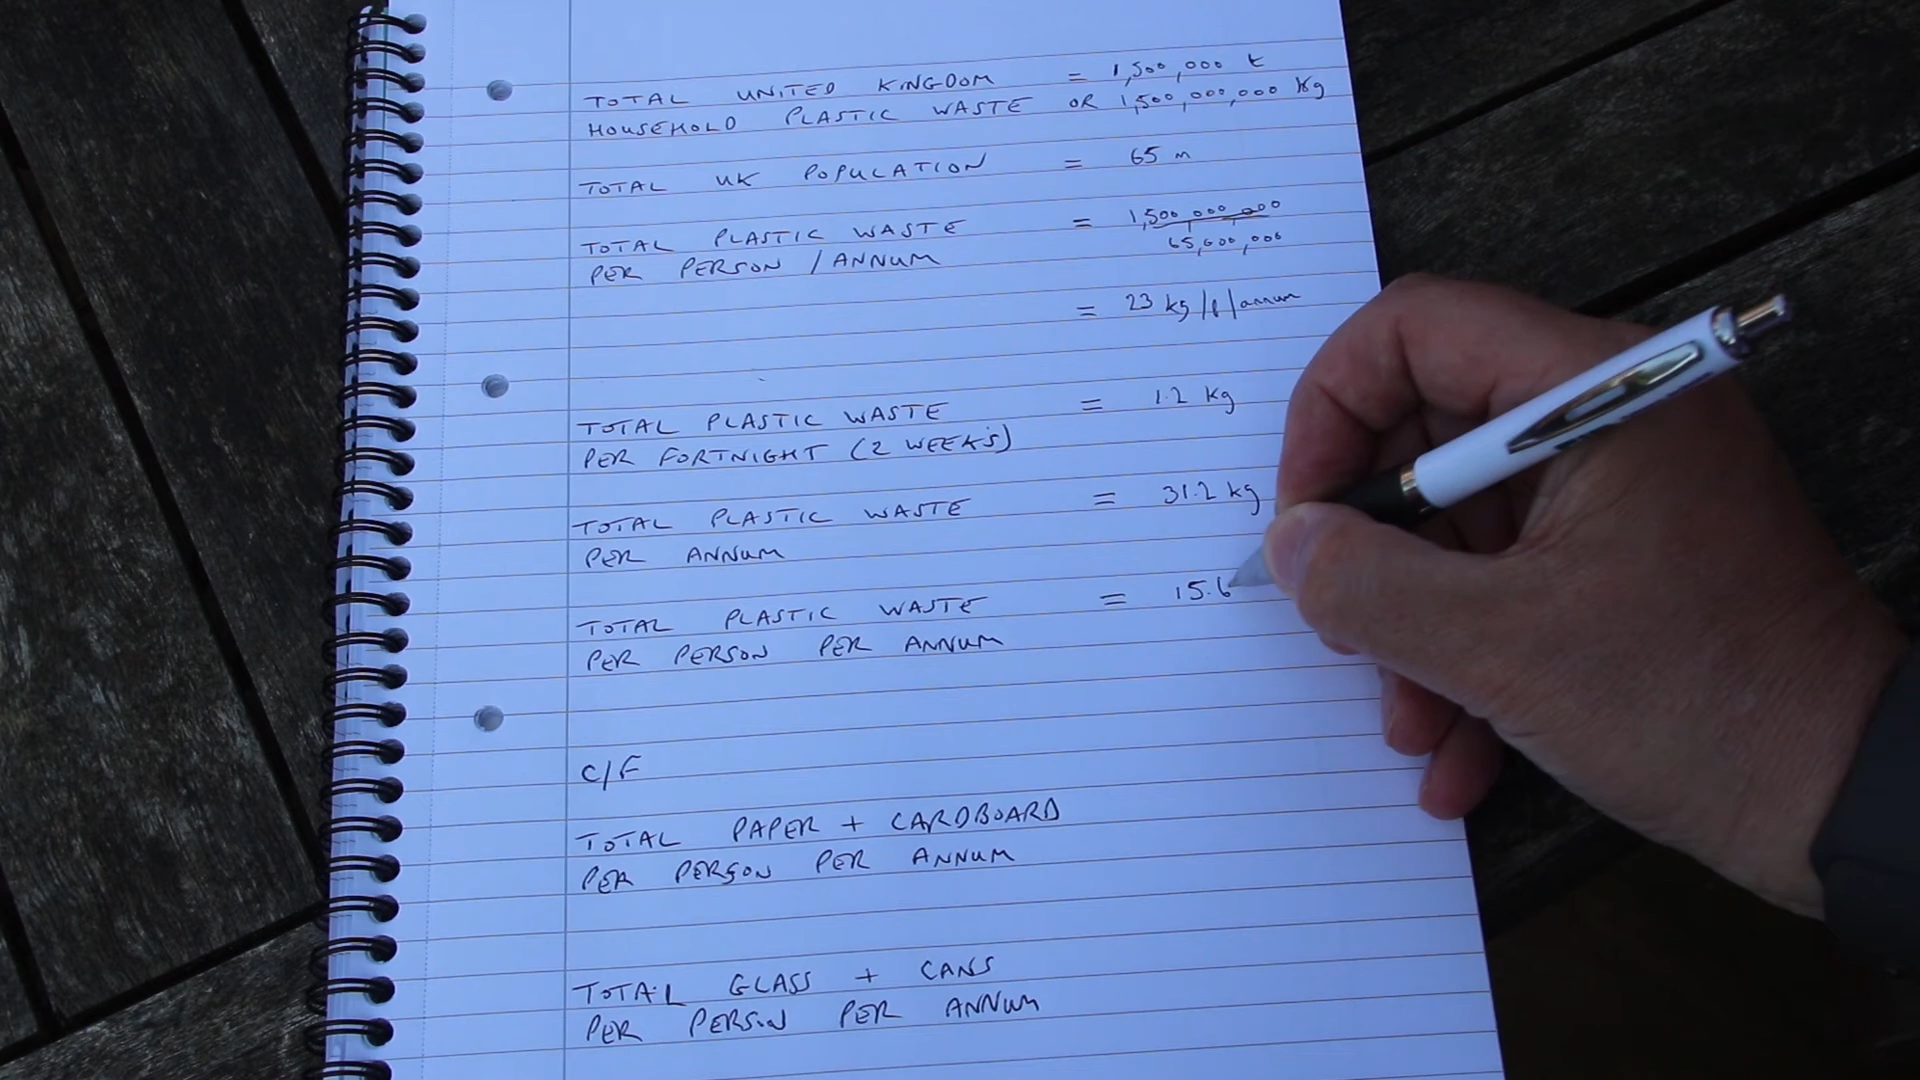 TOTAL UNITED KINGDOM = 1,500,000 t
HOUSEHOLD PLASTIC WASTE OR 1,500,000,000 Kg
TOTAL UK POPULATION = 65 m
TOTAL PLASTIC WASTE = 1,500,000,000
PER PERSON / ANNUM 65,000,000
= 23 kg/p/annum
TOTAL PLASTIC WASTE = 1.2 kg
PER FORTNIGHT (2 WEEKS)
TOTAL PLASTIC WASTE = 31.2 kg
PER ANNUM
TOTAL PLASTIC WASTE = 15.6
PER PERSON PER ANNUM
C/F
TOTAL PAPER + CARDBOARD
PER PERSON PER ANNUM
TOTAL GLASS + CANS
PER PERSON PER ANNUM